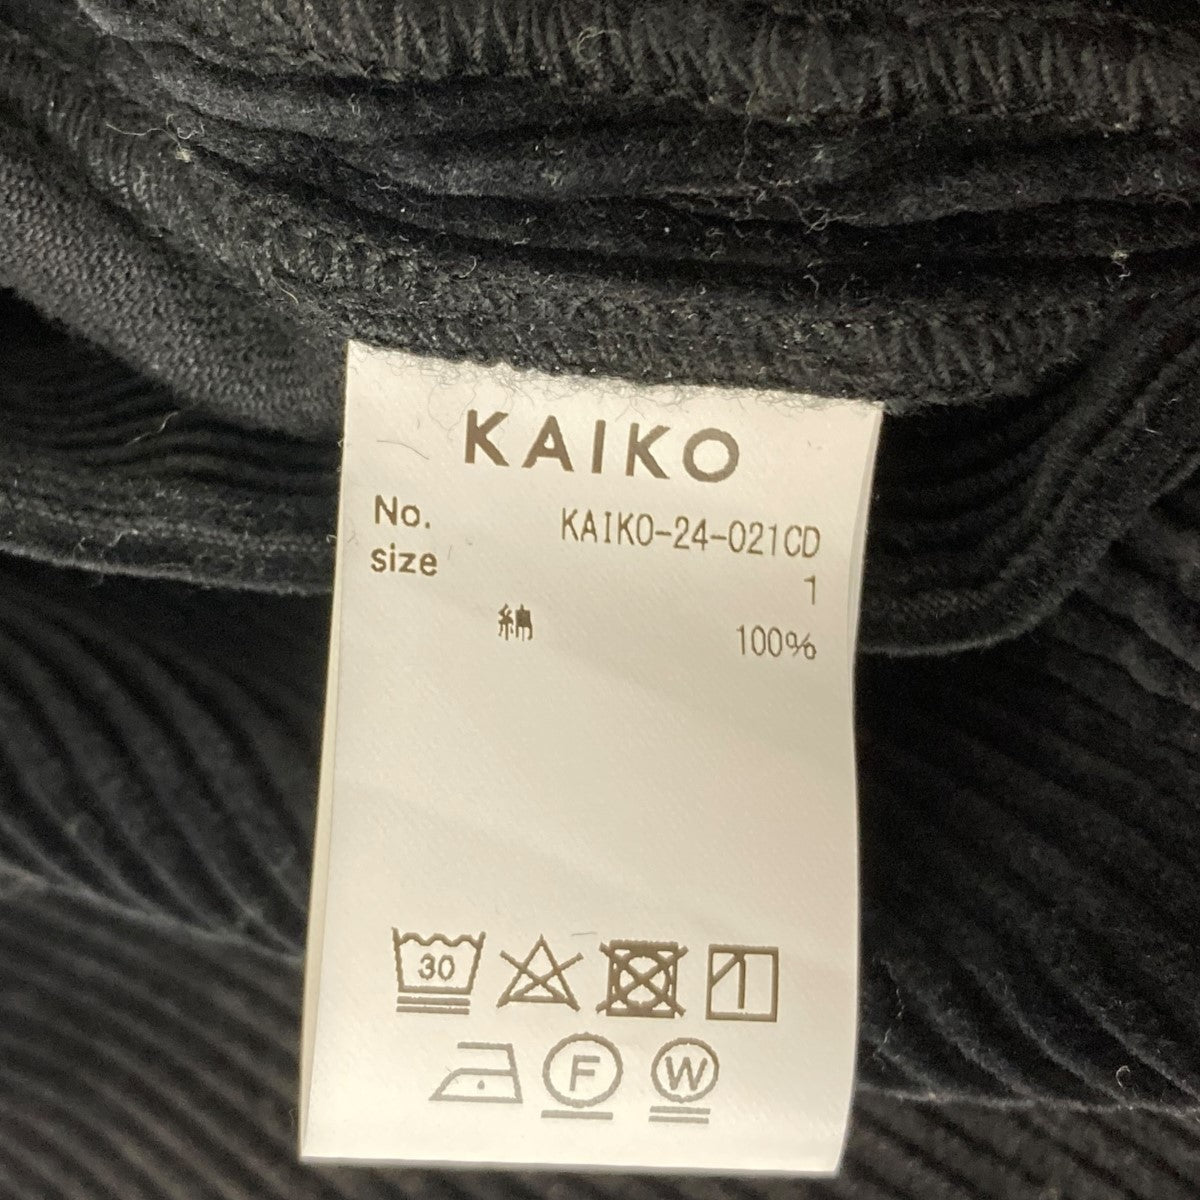 KAIKO
No. KAIKO-24-021CD
size 1
綿 100%
30
F W